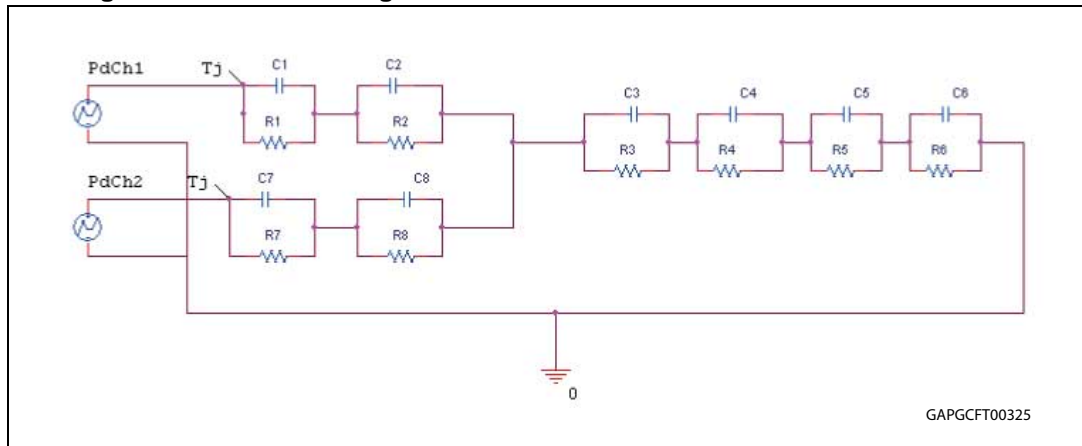 PdCh1
Tj
C1
C2
R1
R2
C3
C4
C5
C6
R3
R4
R5
R6
PdCh2
Tj
C7
C8
R7
R8
0
GAPGCFT00325